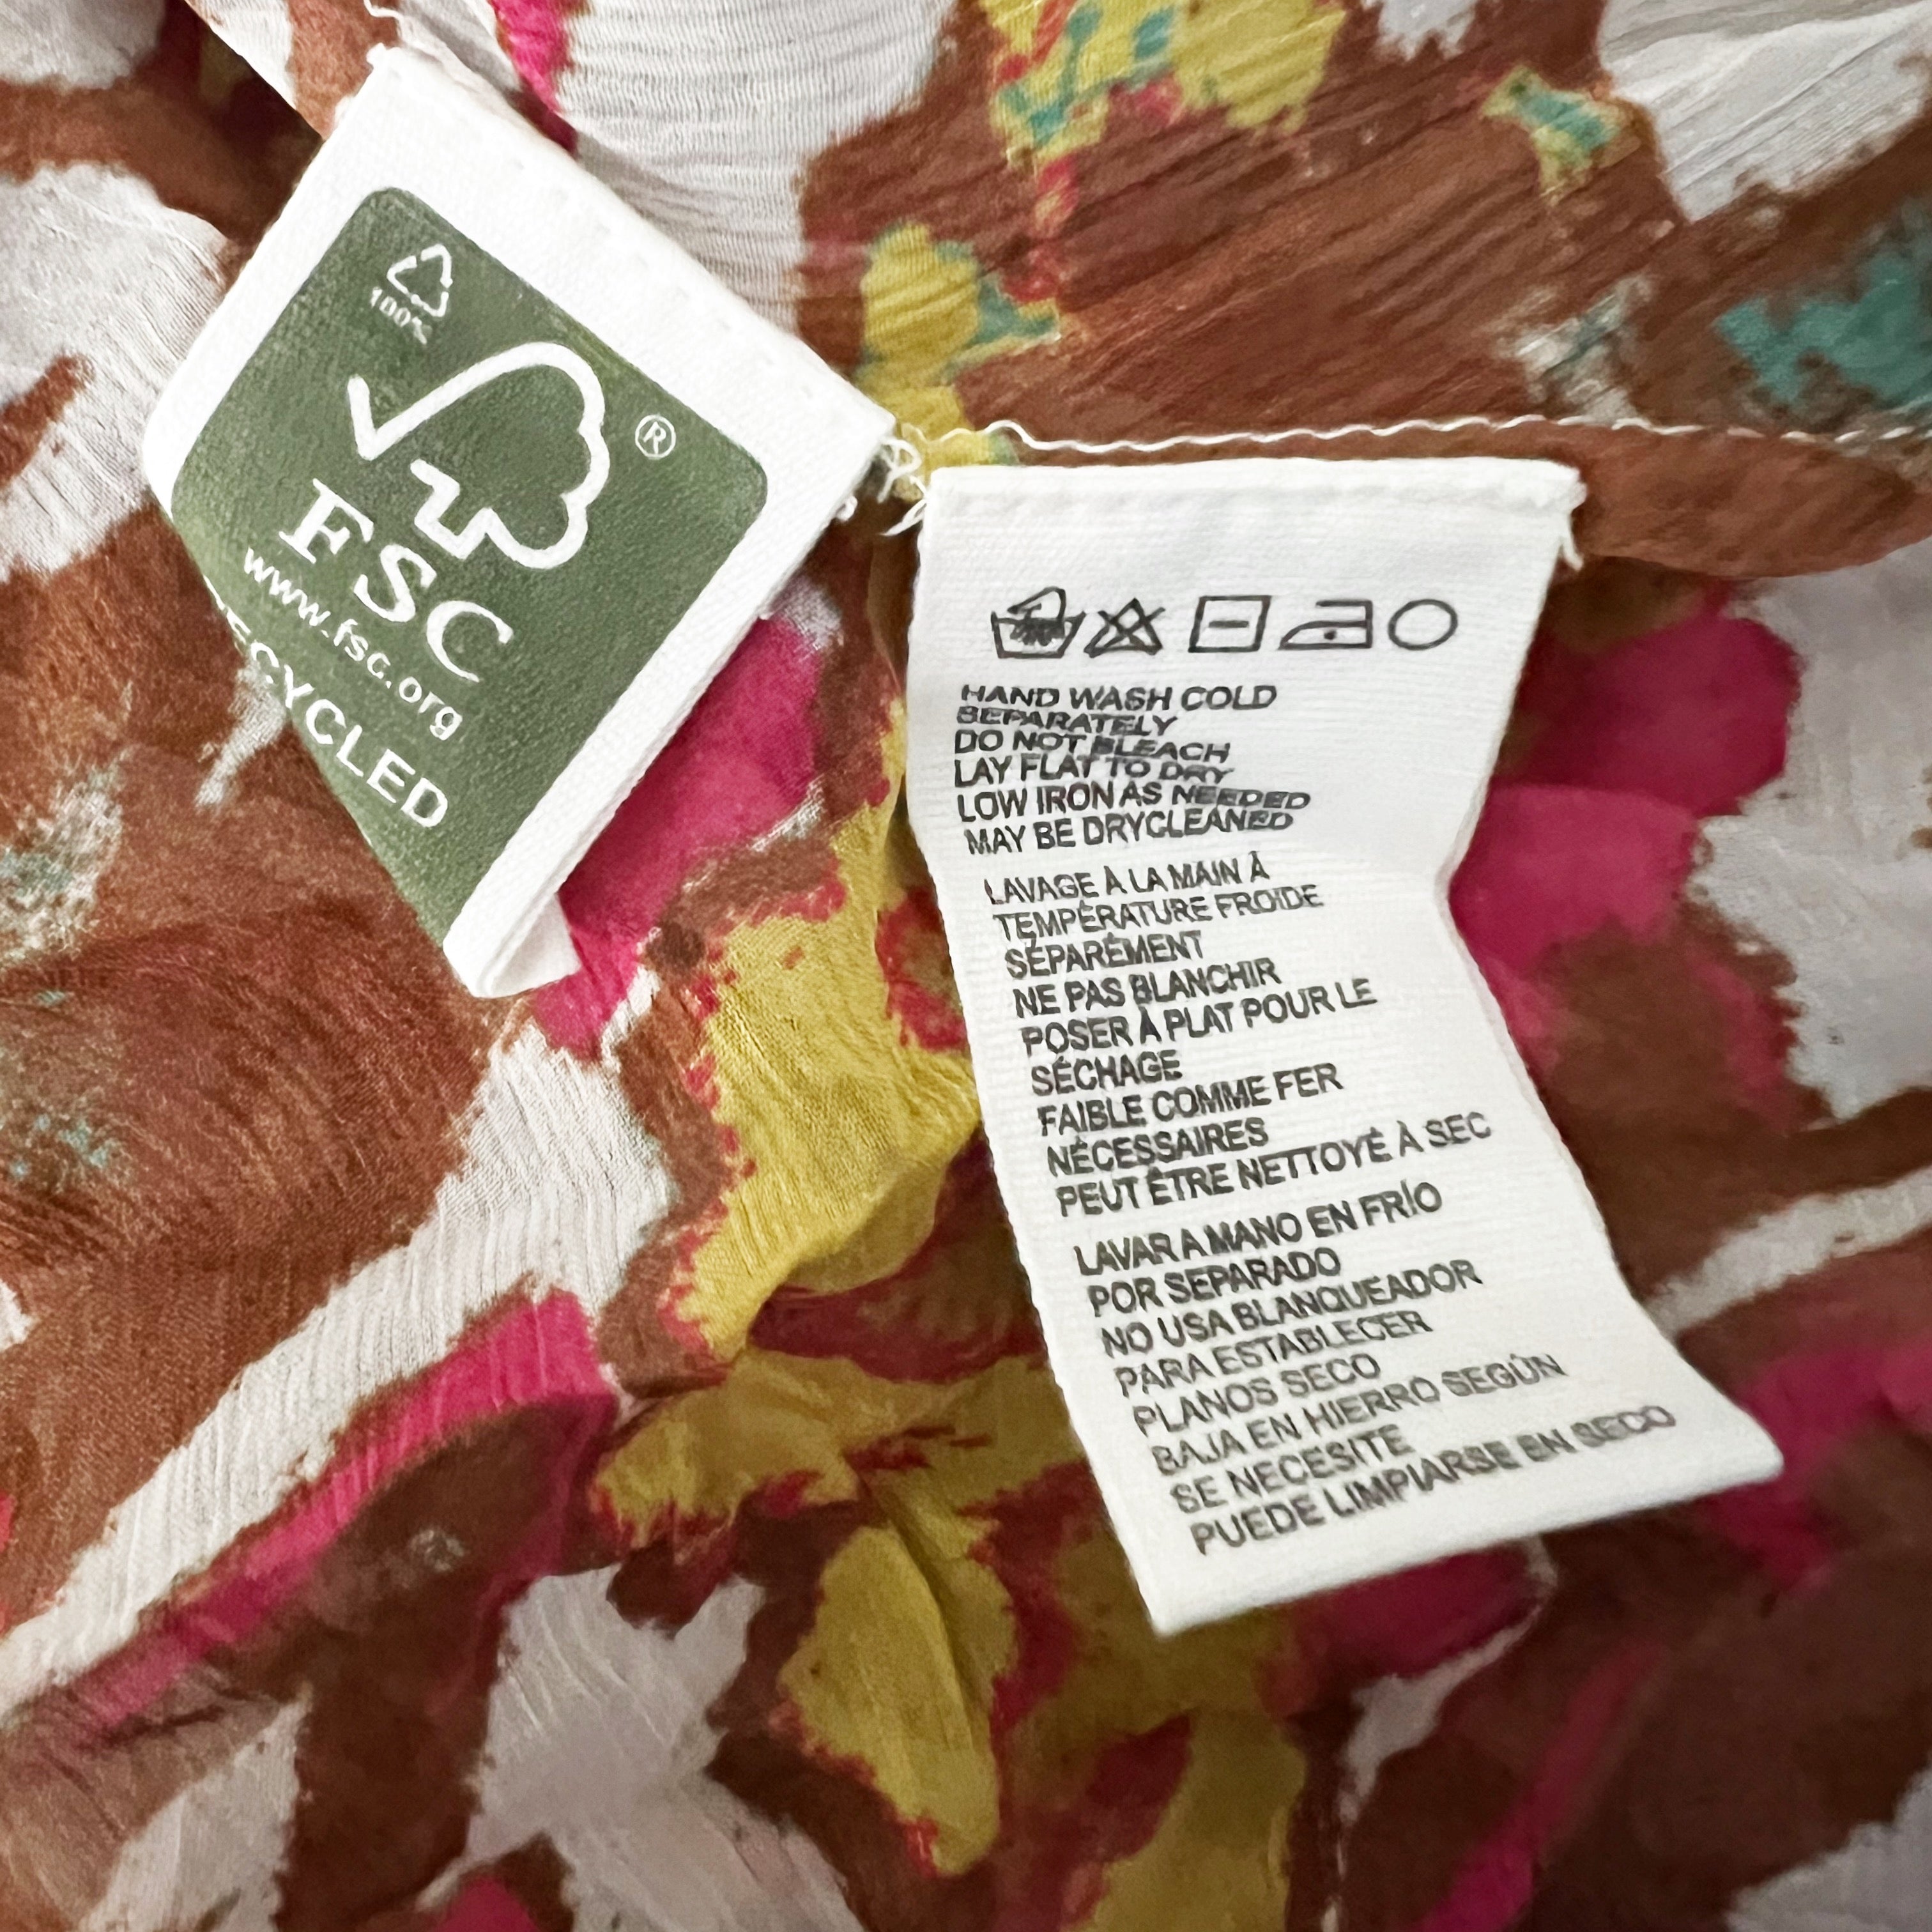 100%
®
FSC
www.fsc.org
RECYCLED
HAND WASH COLD
SEPARATELY
DO NOT BLEACH
LAY FLAT TO DRY
LOW IRON AS NEEDED
MAY BE DRYCLEANED
LAVAGE À LA MAIN À
TEMPÉRATURE FROIDE
SÉPARÉMENT
NE PAS BLANCHIR
POSER À PLAT POUR LE
SÉCHAGE
FAIBLE COMME FER
NÉCESSAIRES
PEUT ÊTRE NETTOYÉ À SEC
LAVAR A MANO EN FRÍO
POR SEPARADO
NO USA BLANQUEADOR
PARA ESTABLECER
PLANOS SECO
BAJA EN HIERRO SEGÚN
SE NECESITE
PUEDE LIMPIARSE EN SECO